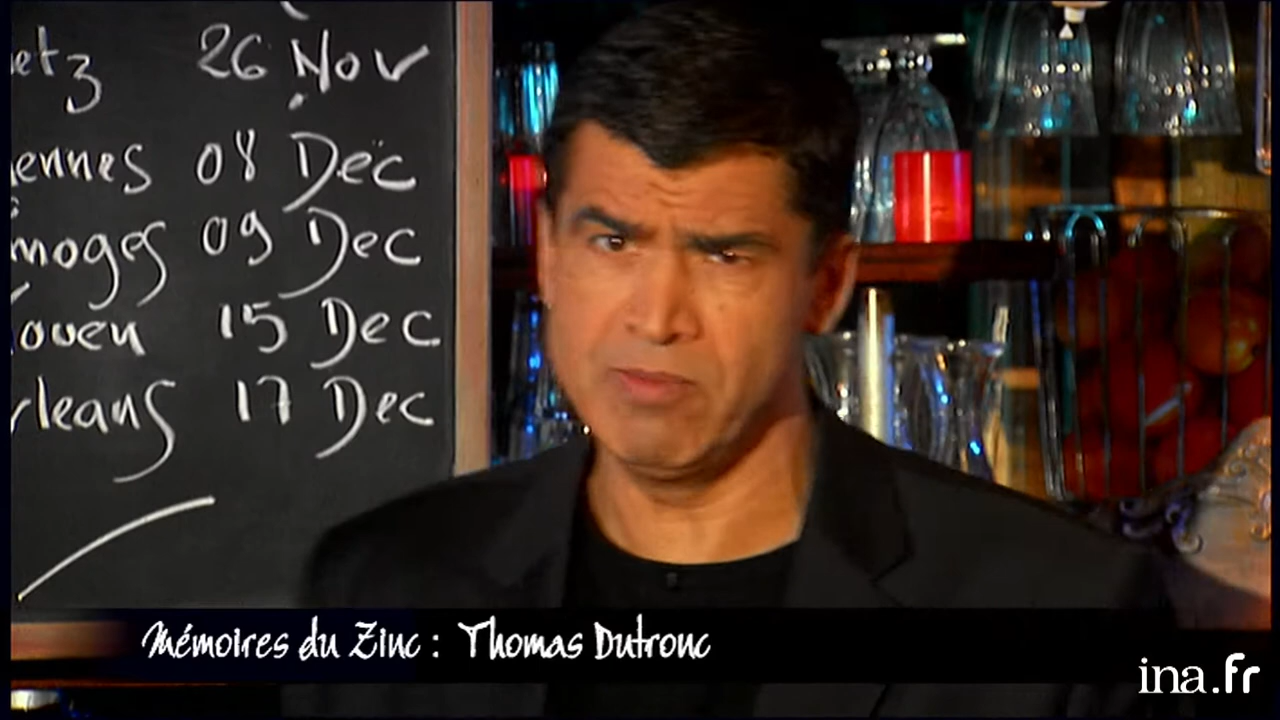 etz 26 Nov
ennes 08 Dec
moges 09 Dec
ouen 15 Dec
rleans 17 Dec
Mémoires du Zinc : Thomas Dutronc
ina.fr